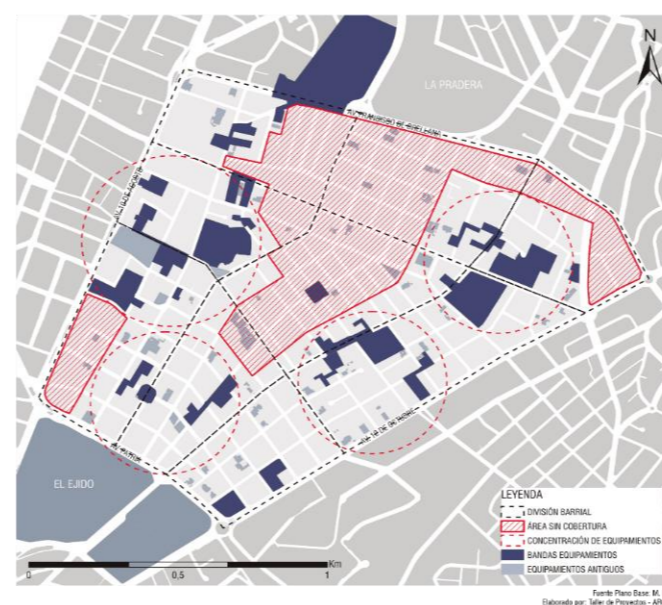 N
LA PRADERA
EL EJIDO
LEYENDA
DIVISIÓN BARRIAL
ÁREA SIN COBERTURA
CONCENTRACIÓN DE EQUIPAMIENTOS
BANDAS EQUIPAMIENTOS
EQUIPAMIENTOS ANTIGUOS
Km
0
0,5
1
Fuente Plano Base: M.
Elaborado por: Taller de Proyectos - AR